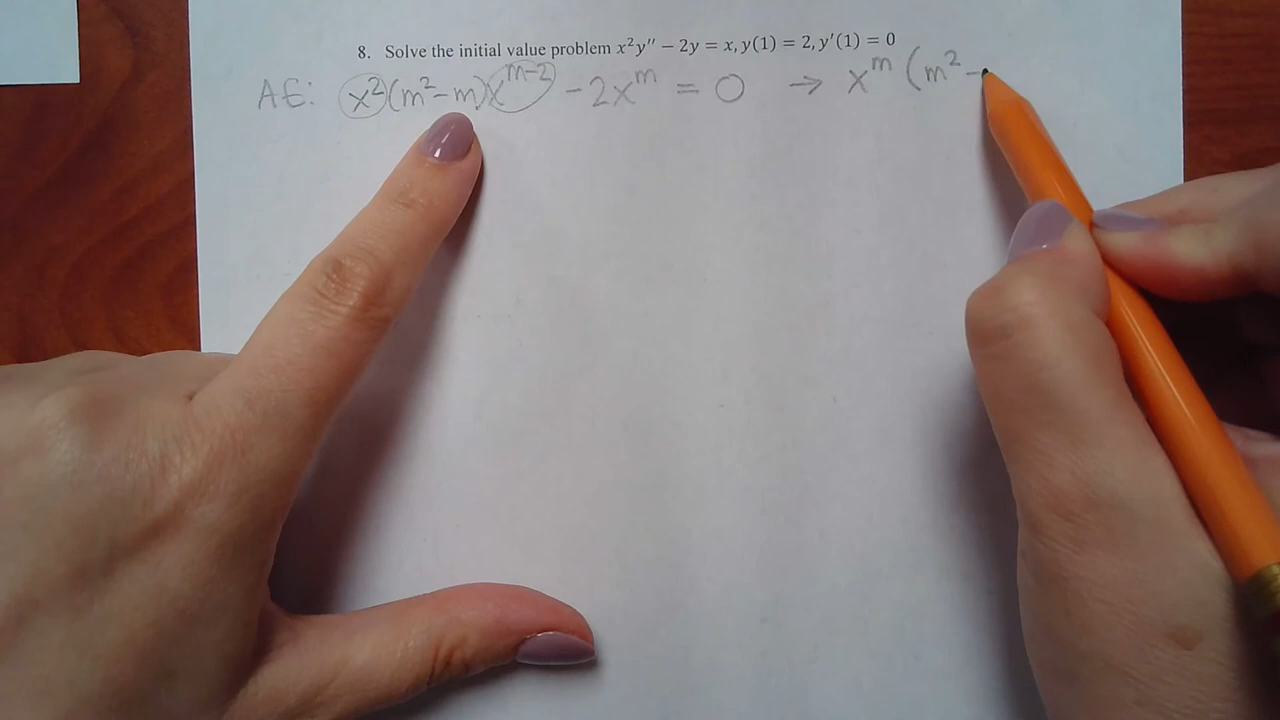 8. Solve the initial value problem x²y″ − 2y = x, y(1) = 2, y′(1) = 0
AE: x²(m²−m)x^(m−2) − 2x^m = 0 → x^m (m² −